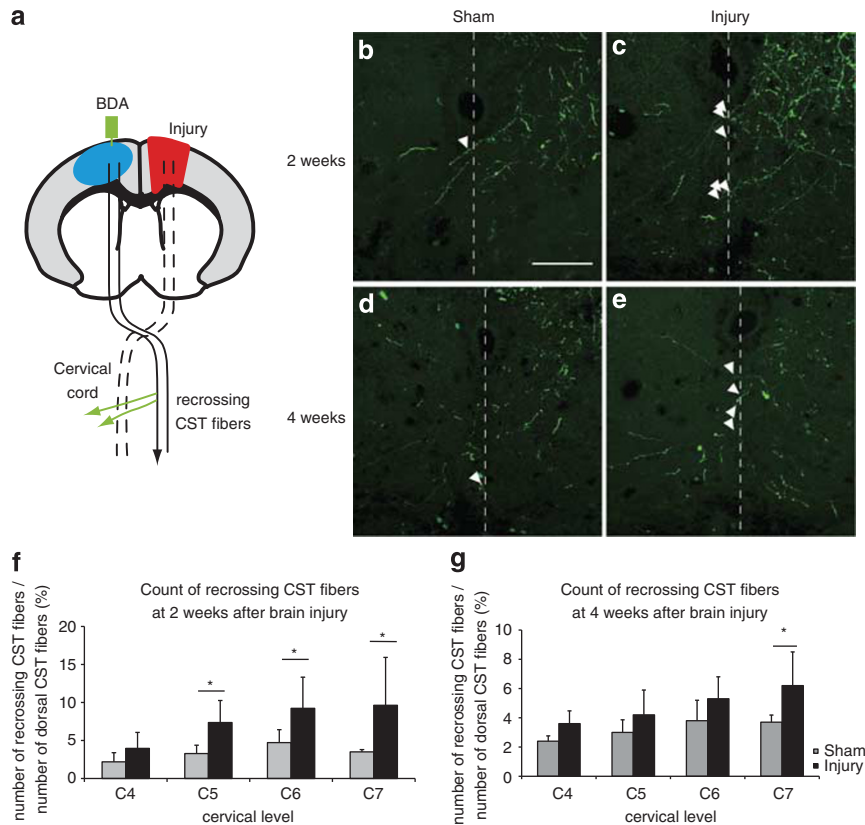 a
BDA
Injury
Cervical
cord
recrossing
CST fibers
Sham
Injury
2 weeks
b
c
4 weeks
d
e
f
Count of recrossing CST fibers
at 2 weeks after brain injury
number of recrossing CST fibers /
number of dorsal CST fibers (%)
20
15
10
5
0
*
*
*
C4 C5 C6 C7
cervical level
g
Count of recrossing CST fibers
at 4 weeks after brain injury
number of recrossing CST fibers /
number of dorsal CST fibers (%)
10
8
6
4
2
0
*
C4 C5 C6 C7
cervical level
Sham
Injury